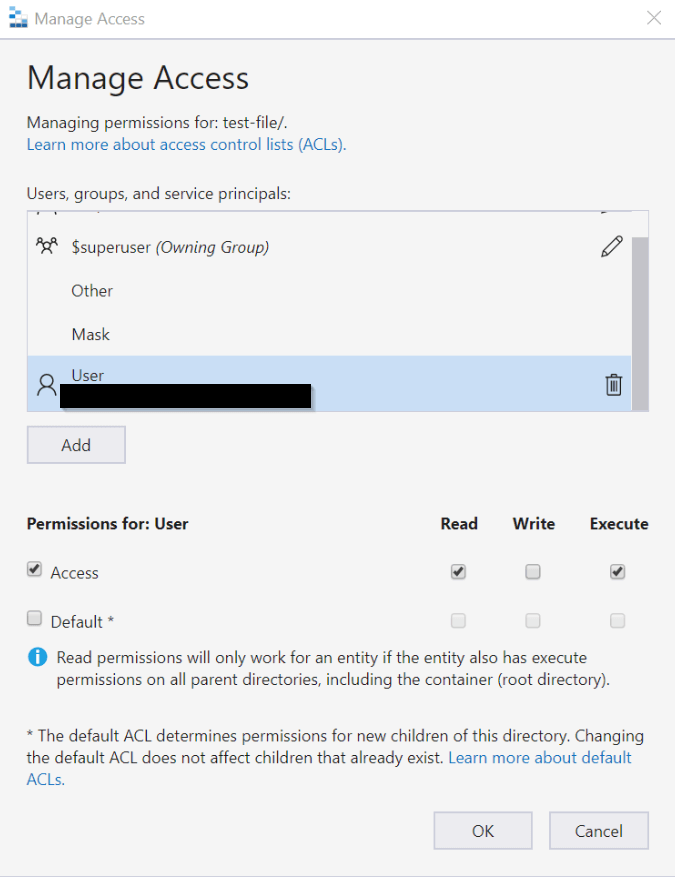 Manage Access
Manage Access
Managing permissions for: test-file/.
Learn more about access control lists (ACLs).
Users, groups, and service principals:
$superuser (Owning Group)
Other
Mask
User
Add
Permissions for: User Read Write Execute
Access
Default *
Read permissions will only work for an entity if the entity also has execute
permissions on all parent directories, including the container (root directory).
* The default ACL determines permissions for new children of this directory. Changing
the default ACL does not affect children that already exist. Learn more about default
ACLs.
OK Cancel